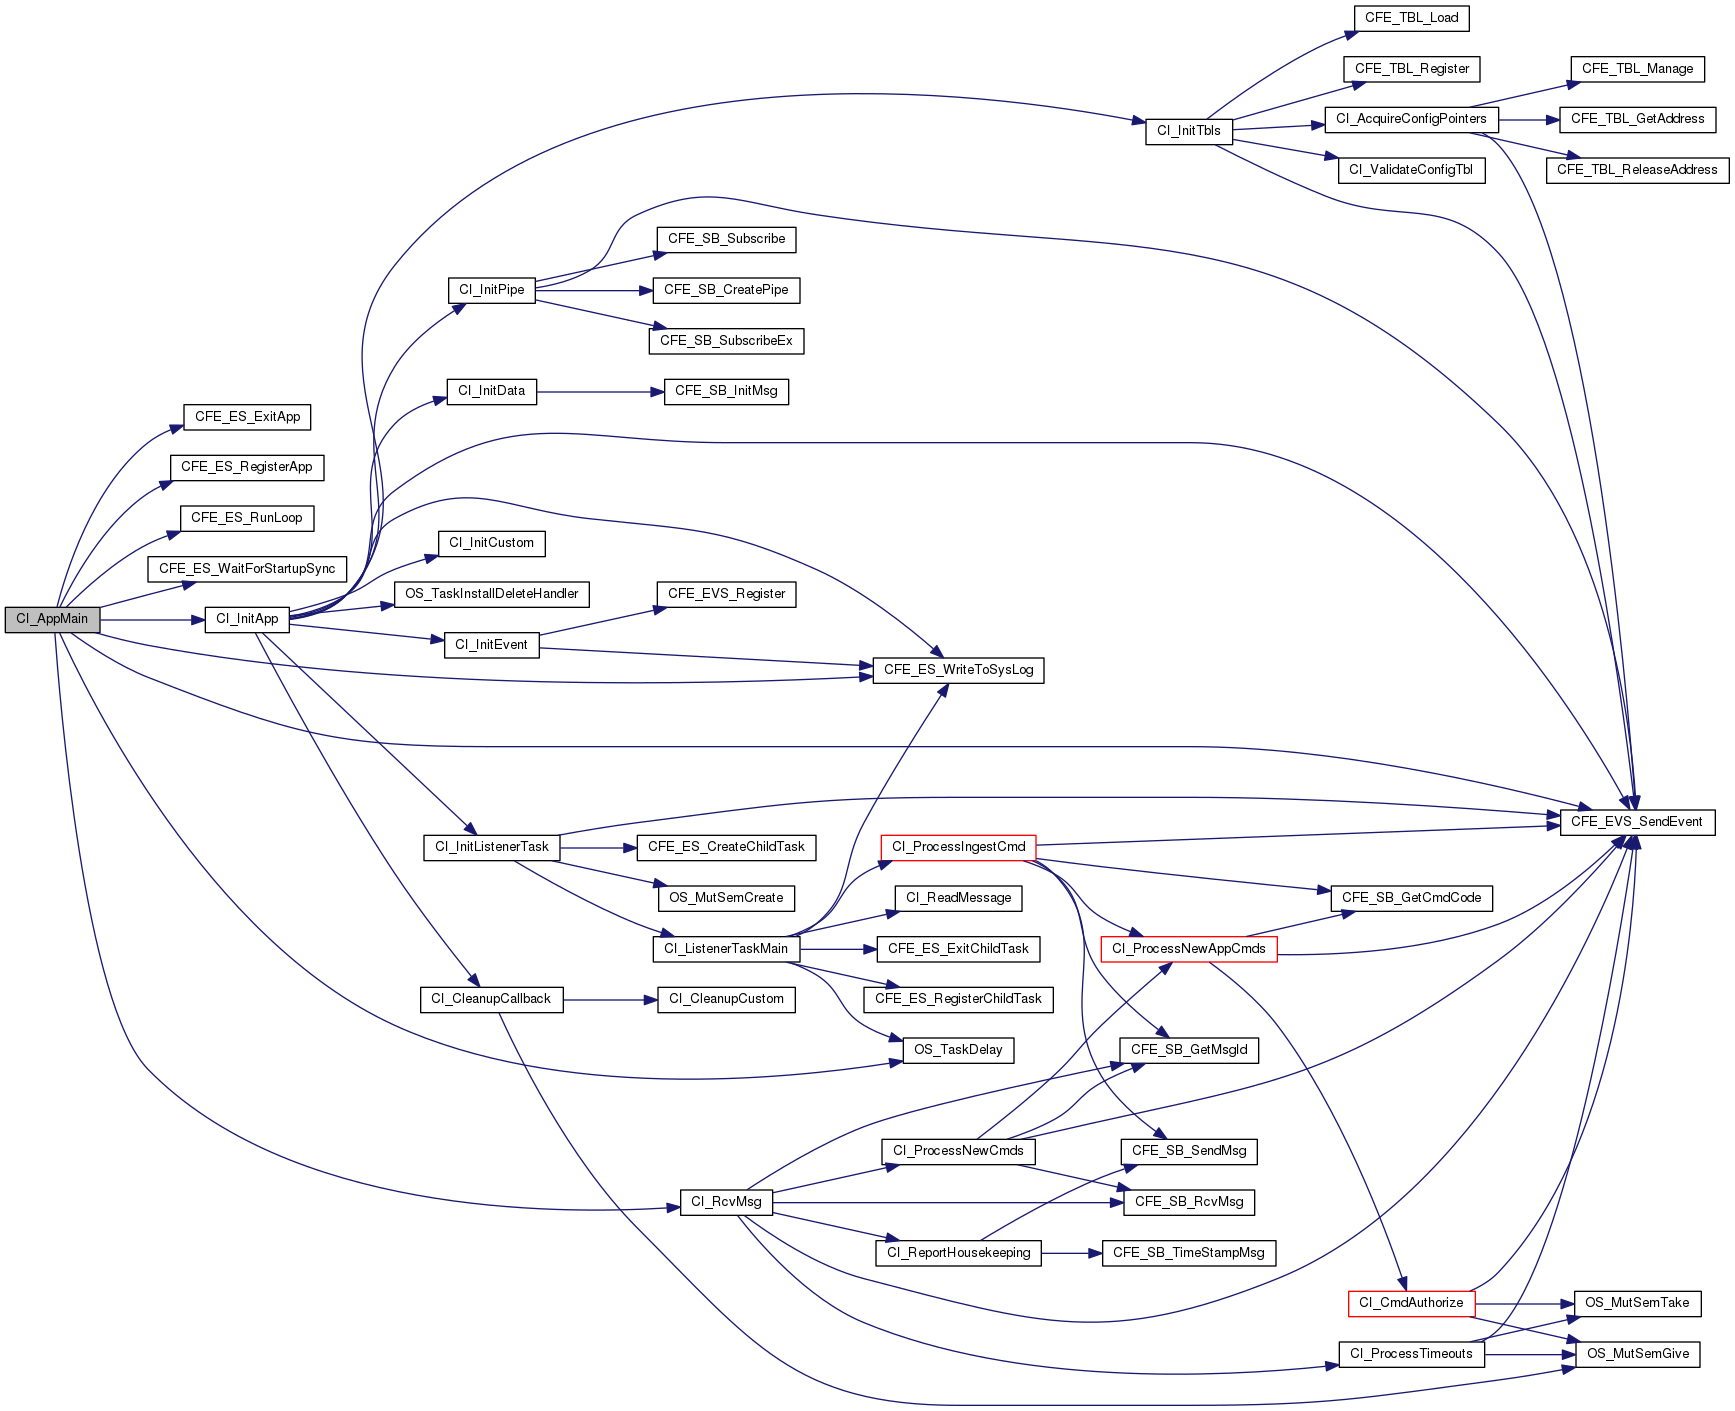 CFE_TBL_Load
CFE_TBL_Register
CFE_TBL_Manage
CI_AcquireConfigPointers
CFE_TBL_GetAddress
CI_InitTbls
CI_ValidateConfigTbl
CFE_TBL_ReleaseAddress
CFE_SB_Subscribe
CI_InitPipe
CFE_SB_CreatePipe
CFE_SB_SubscribeEx
CI_InitData
CFE_SB_InitMsg
CFE_ES_ExitApp
CFE_ES_RegisterApp
CFE_ES_RunLoop
CI_InitCustom
CFE_ES_WaitForStartupSync
OS_TaskInstallDeleteHandler
CFE_EVS_Register
CI_AppMain
CI_InitApp
CI_InitEvent
CFE_ES_WriteToSysLog
CFE_EVS_SendEvent
CI_InitListenerTask
CFE_ES_CreateChildTask
CI_ProcessIngestCmd
OS_MutSemCreate
CI_ReadMessage
CFE_SB_GetCmdCode
CI_ListenerTaskMain
CFE_ES_ExitChildTask
CI_ProcessNewAppCmds
CI_CleanupCallback
CI_CleanupCustom
CFE_ES_RegisterChildTask
OS_TaskDelay
CFE_SB_GetMsgId
CI_ProcessNewCmds
CFE_SB_SendMsg
CI_RcvMsg
CFE_SB_RcvMsg
CI_ReportHousekeeping
CFE_SB_TimeStampMsg
CI_CmdAuthorize
OS_MutSemTake
CI_ProcessTimeouts
OS_MutSemGive